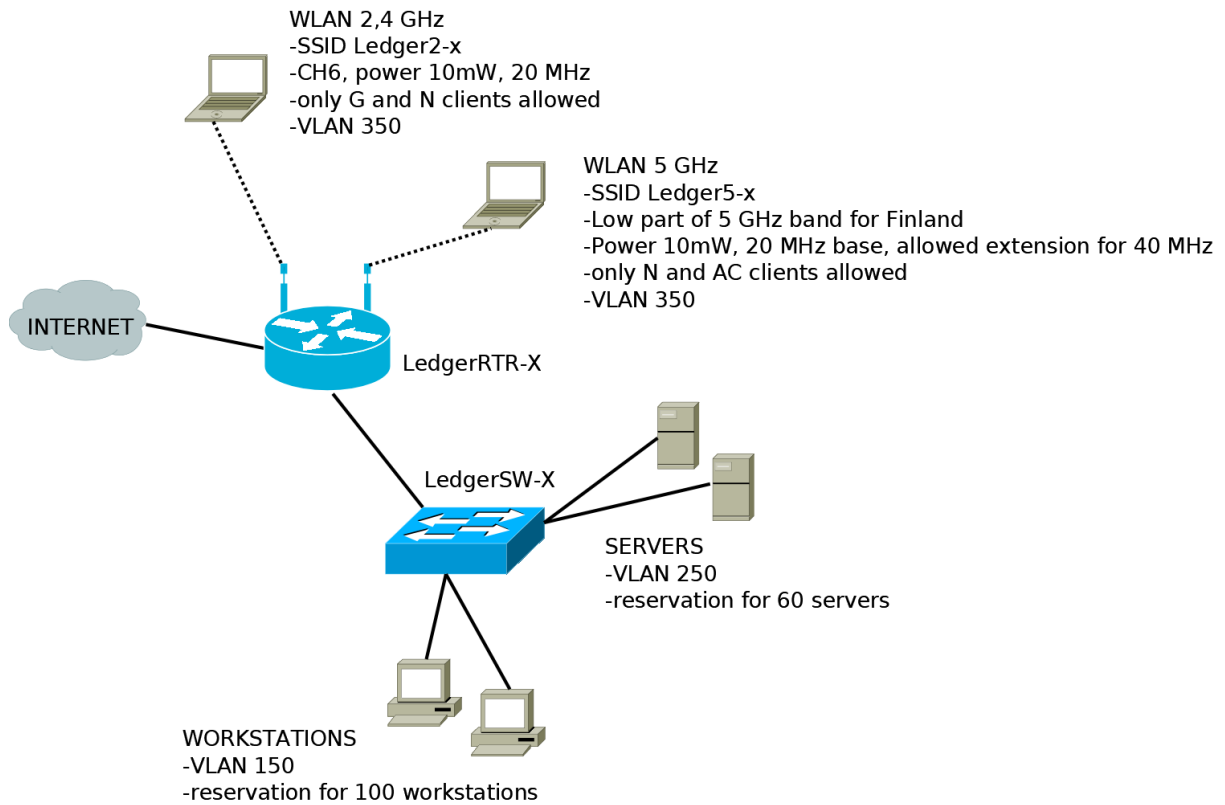 WLAN 2,4 GHz
-SSID Ledger2-x
-CH6, power 10mW, 20 MHz
-only G and N clients allowed
-VLAN 350
WLAN 5 GHz
-SSID Ledger5-x
-Low part of 5 GHz band for Finland
-Power 10mW, 20 MHz base, allowed extension for 40 MHz
-only N and AC clients allowed
-VLAN 350
INTERNET
LedgerRTR-X
LedgerSW-X
SERVERS
-VLAN 250
-reservation for 60 servers
WORKSTATIONS
-VLAN 150
-reservation for 100 workstations